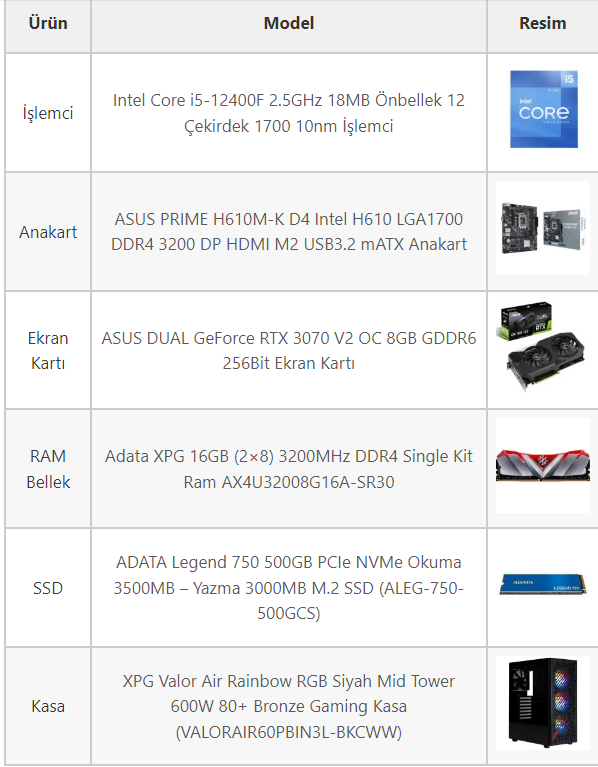 Ürün Model Resim
İşlemci
Intel Core i5-12400F 2.5GHz 18MB Önbellek 12
Çekirdek 1700 10nm İşlemci
intel
CORE
i5
Anakart
ASUS PRIME H610M-K D4 Intel H610 LGA1700
DDR4 3200 DP HDMI M2 USB3.2 mATX Anakart
Ekran
Kartı
ASUS DUAL GeForce RTX 3070 V2 OC 8GB GDDR6
256Bit Ekran Kartı
RTX
RAM
Bellek
Adata XPG 16GB (2×8) 3200MHz DDR4 Single Kit
Ram AX4U32008G16A-SR30
SSD
ADATA Legend 750 500GB PCIe NVMe Okuma
3500MB – Yazma 3000MB M.2 SSD (ALEG-750-
500GCS)
ADATA
Kasa
XPG Valor Air Rainbow RGB Siyah Mid Tower
600W 80+ Bronze Gaming Kasa
(VALORAIR60PBIN3L-BKCWW)